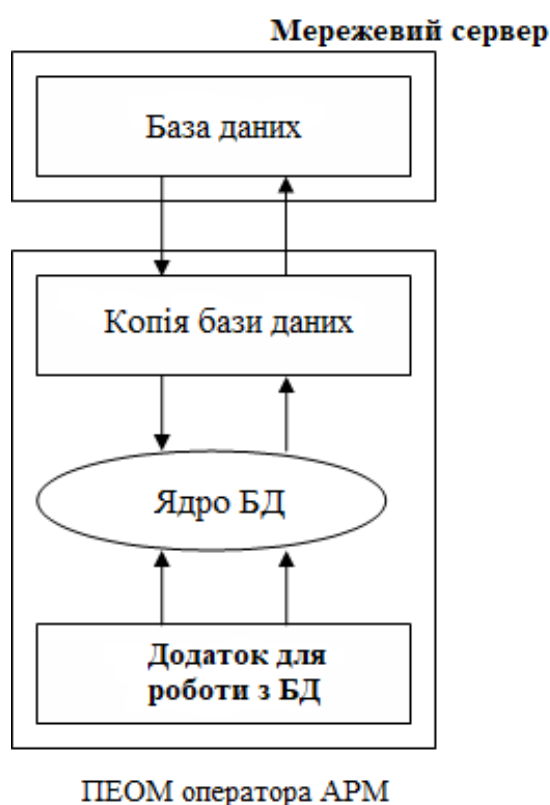 Мережевий сервер
База даних
Копія бази даних
Ядро БД
Додаток для
роботи з БД
ПЕОМ оператора АРМ